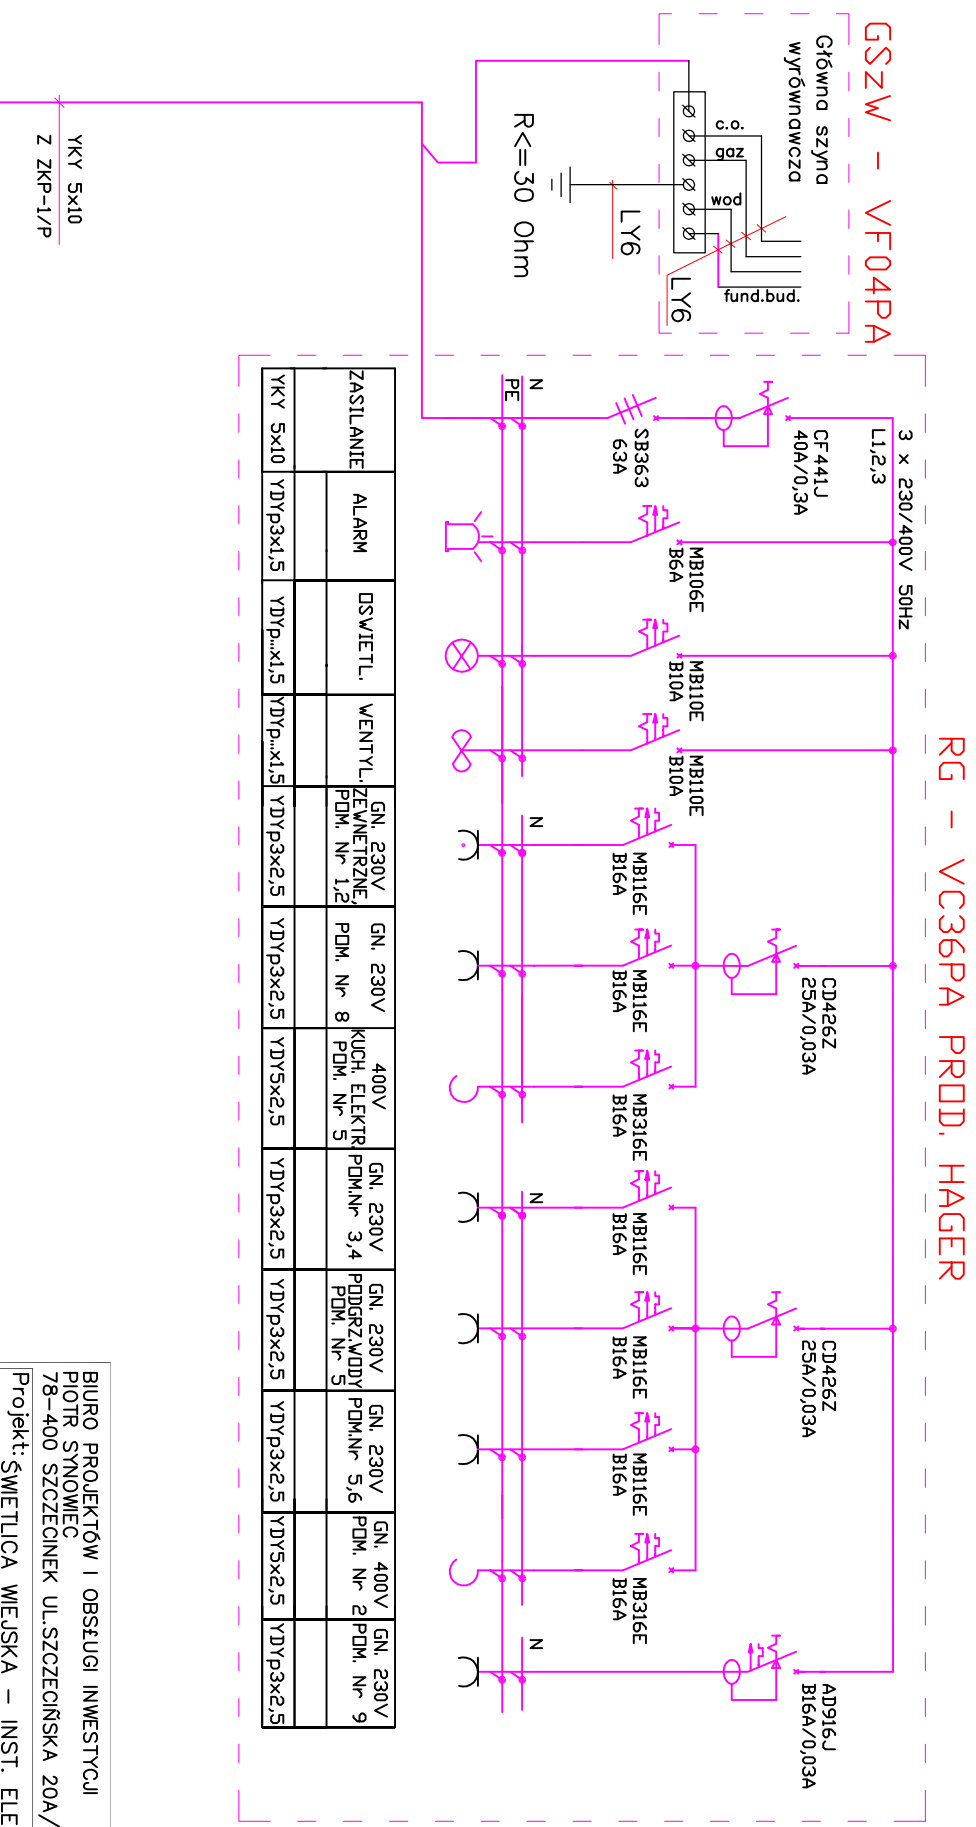 GSzW - VF04PA
Główna szyna
wyrównawcza
c.o.
gaz
wod
fund.bud.
LY6
LY6
R<=30 Ohm
YKY 5x10
Z ZKP-1/P
RG - VC36PA PROD. HAGER
3 x 230/400V 50Hz
L1,2,3
CF441J
40A/0,3A
SB363
63A
MB106E
B6A
MB110E
B10A
MB110E
B10A
CD426Z
25A/0,03A
MB116E
B16A
MB116E
B16A
MB316E
B16A
CD426Z
25A/0,03A
MB116E
B16A
MB116E
B16A
MB116E
B16A
MB316E
B16A
AD916J
B16A/0,03A
N
PE
N
N
N
ZASILANIE
YKY 5x10
ALARM
YDYp3x1,5
OSWIETL.
YDYp...x1,5
WENTYL.
YDYp...x1,5
GN. 230V
ZEWNETRZNE,
POM. Nr 1,2
YDYp3x2,5
GN. 230V
POM. Nr 8
YDYp3x2,5
400V
KUCH. ELEKTR.
POM. Nr 5
YDY5x2,5
GN. 230V
POM.Nr 3,4
YDYp3x2,5
GN. 230V
PODGRZ.WODY
POM. Nr 5
YDYp3x2,5
GN. 230V
POM.Nr 5,6
YDYp3x2,5
GN. 400V
POM. Nr 2
YDY5x2,5
GN. 230V
POM. Nr 9
YDYp3x2,5
BIURO PROJEKTÓW I OBSŁUGI INWESTYCJI
PIOTR SYNOWIEC
78-400 SZCZECINEK UL.SZCZECIŃSKA 20A/
Projekt: ŚWIETLICA WIEJSKA - INST. ELE